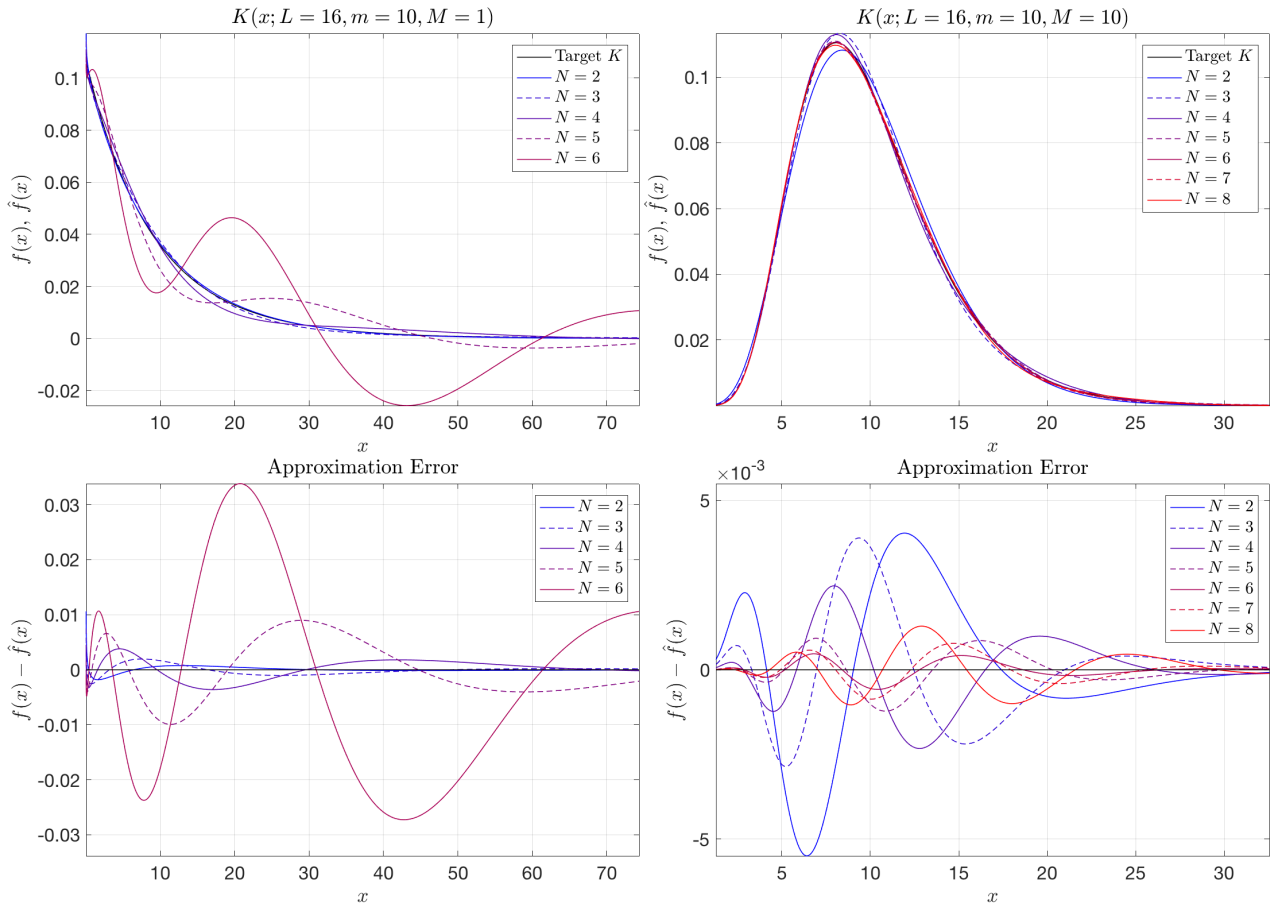 K(x; L = 16, m = 10, M = 1)
f(x), f̂(x)
0.1
0.08
0.06
0.04
0.02
0
-0.02
10 20 30 40 50 60 70
x
Target K
N = 2
N = 3
N = 4
N = 5
N = 6
K(x; L = 16, m = 10, M = 10)
f(x), f̂(x)
0.1
0.08
0.06
0.04
0.02
5 10 15 20 25 30
x
Target K
N = 2
N = 3
N = 4
N = 5
N = 6
N = 7
N = 8
Approximation Error
f(x) − f̂(x)
0.03
0.02
0.01
0
-0.01
-0.02
-0.03
10 20 30 40 50 60 70
x
N = 2
N = 3
N = 4
N = 5
N = 6
Approximation Error
×10⁻³
f(x) − f̂(x)
5
0
-5
5 10 15 20 25 30
x
N = 2
N = 3
N = 4
N = 5
N = 6
N = 7
N = 8